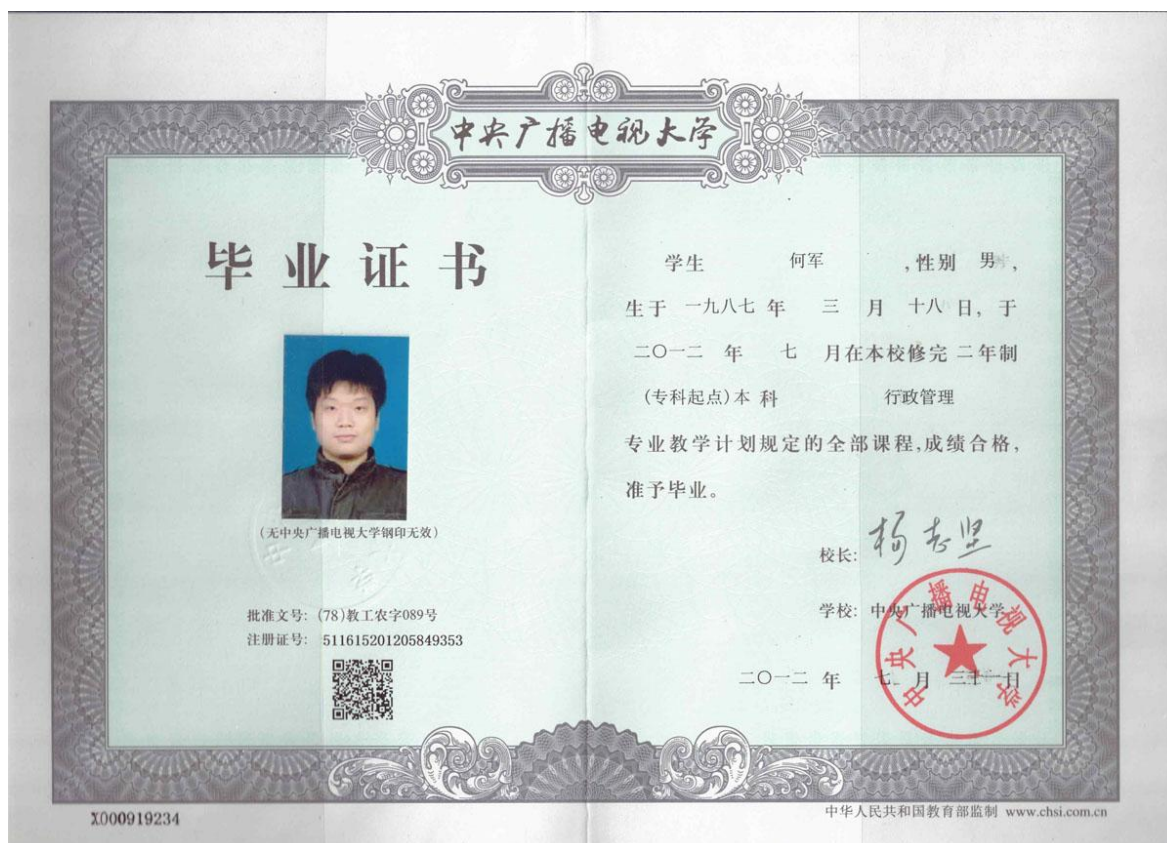 中央广播电视大学
毕业证书
(无中央广播电视大学钢印无效)
批准文号: (78)教工农字089号
注册证号: 511615201205849353
X000919234
学生 何军 ,性别 男 ,
生于 一九八七 年 三 月 十八 日, 于
二〇一二 年 七 月在本校修完 二年制
(专科起点)本 科 行政管理
专业教学计划规定的全部课程,成绩合格,
准予毕业。
校长: 杨志坚
学校: 中央广播电视大学
中央广播电视大学
二〇一二 年 七 月 三十一日
中华人民共和国教育部监制 www.chsi.com.cn